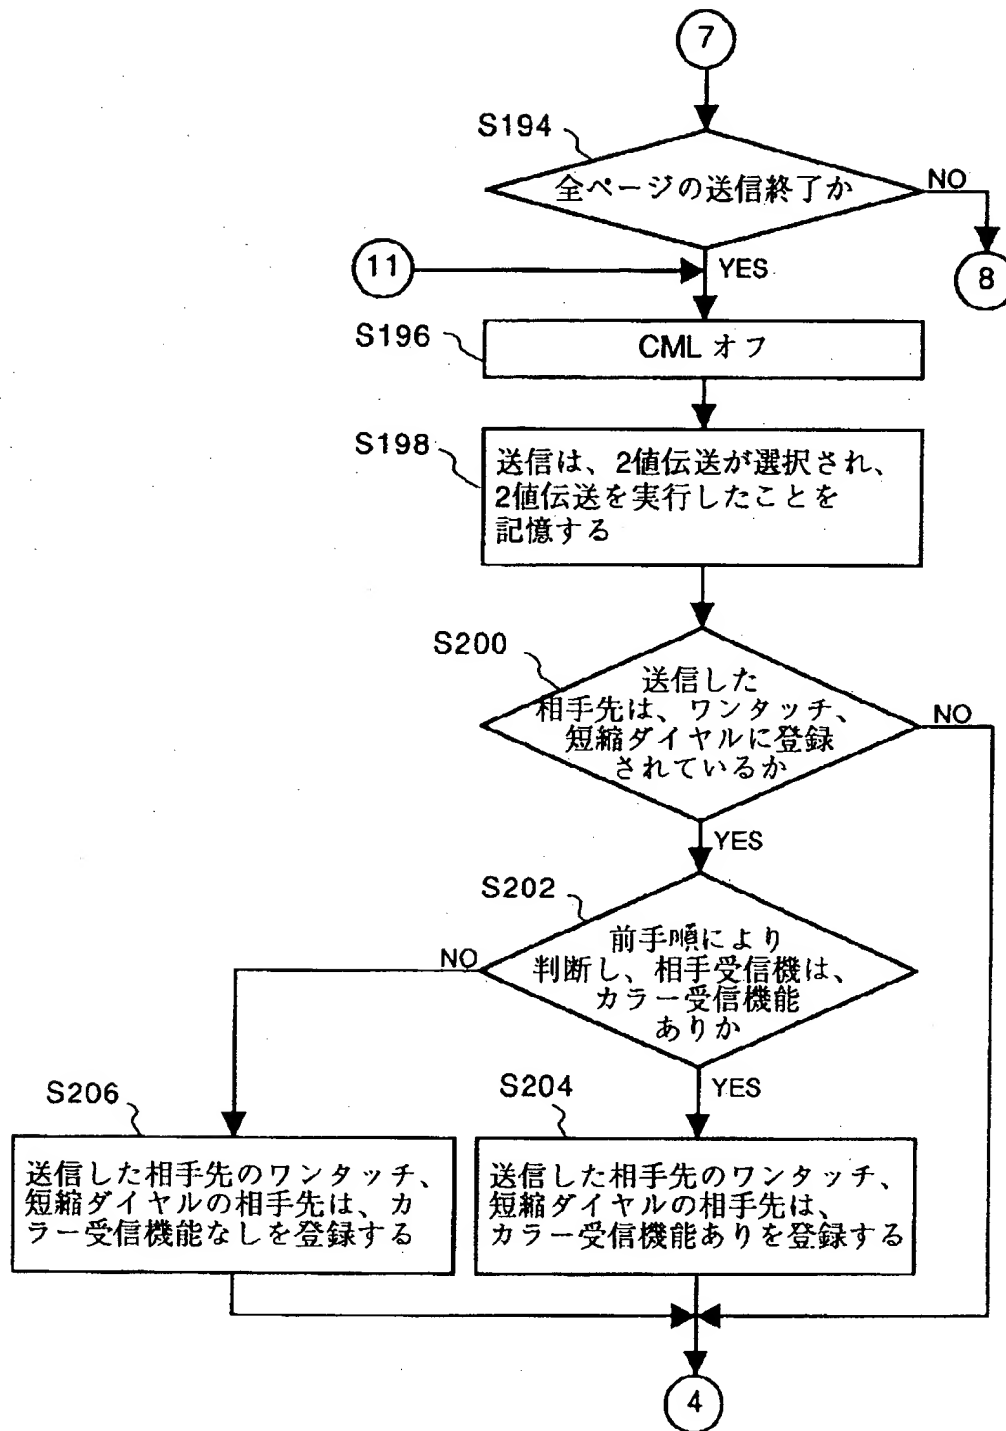 7
S194
全ページの送信終了か
NO
11
YES
8
S196
CML オフ
S198
送信は、2値伝送が選択され、
2値伝送を実行したことを
記憶する
S200
送信した
相手先は、ワンタッチ、
短縮ダイヤルに登録
されているか
NO
YES
S202
前手順により
判断し、相手受信機は、
カラー受信機能
ありか
NO
YES
S206
送信した相手先のワンタッチ、
短縮ダイヤルの相手先は、カ
ラー受信機能なしを登録する
S204
送信した相手先のワンタッチ、
短縮ダイヤルの相手先は、
カラー受信機能ありを登録する
4